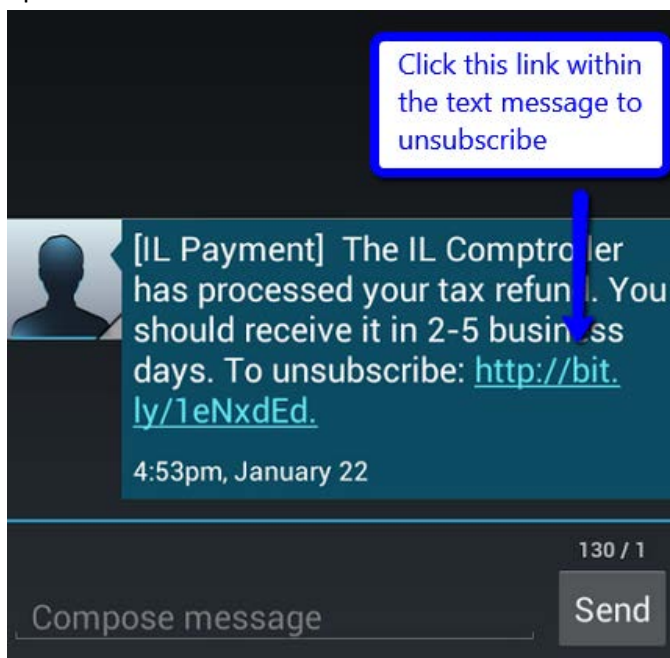 Click this link within
the text message to
unsubscribe
[IL Payment]  The IL Comptroller
has processed your tax refund. You
should receive it in 2-5 business
days. To unsubscribe: http://bit.
ly/1eNxdEd.
4:53pm, January 22
130 / 1
Compose message
Send